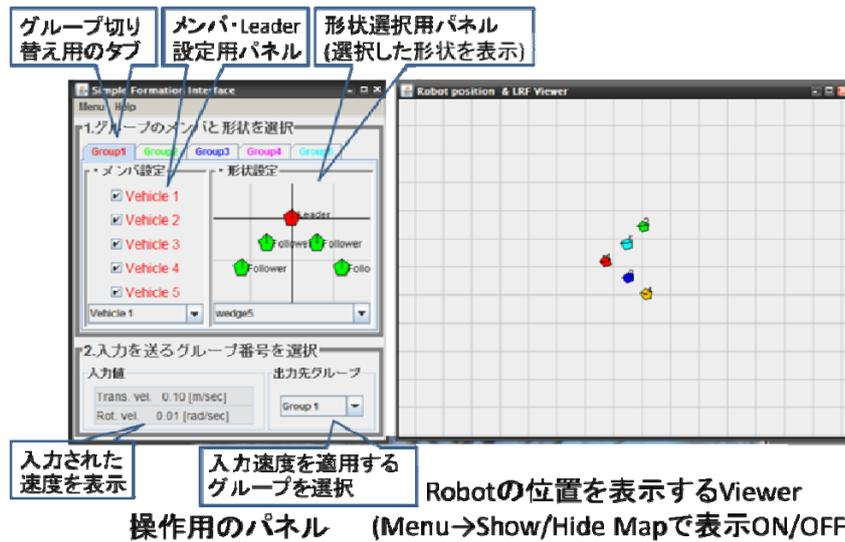 グループ切り
替え用のタブ
メンバ・Leader
設定用パネル
形状選択用パネル
(選択した形状を表示)
Simple Formation Interface
Menu Help
1.グループのメンバと形状を選択
Group1 Group2 Group3 Group4 Group
メンバ設定
形状設定
Vehicle 1
Vehicle 2
Vehicle 3
Vehicle 4
Vehicle 5
Vehicle 1
Leader
Follower Follower
Follower Follo
wedge5
2.入力を送るグループ番号を選択
入力値
Trans. vel. 0.10 [m/sec]
Rot. vel. 0.01 [rad/sec]
出力先グループ
Group 1
Robot position & LRF Viewer
入力された
速度を表示
入力速度を適用する
グループを選択
操作用のパネル
Robotの位置を表示するViewer
(Menu→Show/Hide Mapで表示ON/OFF